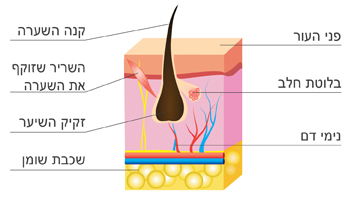 קנה השערה
פני העור
השריר שזוקף
את השערה
בלוטת חלב
זקיק השיער
נימי דם
שכבת שומן